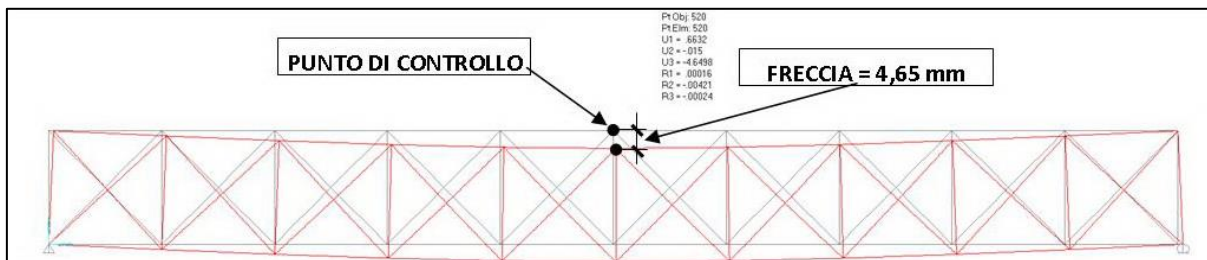 Pt Obj: 520
Pt Elm: 520
U1 = .6632
U2 = -.015
U3 = -4.6498
R1 = .00016
R2 = -.00421
R3 = -.00024
PUNTO DI CONTROLLO
FRECCIA = 4,65 mm